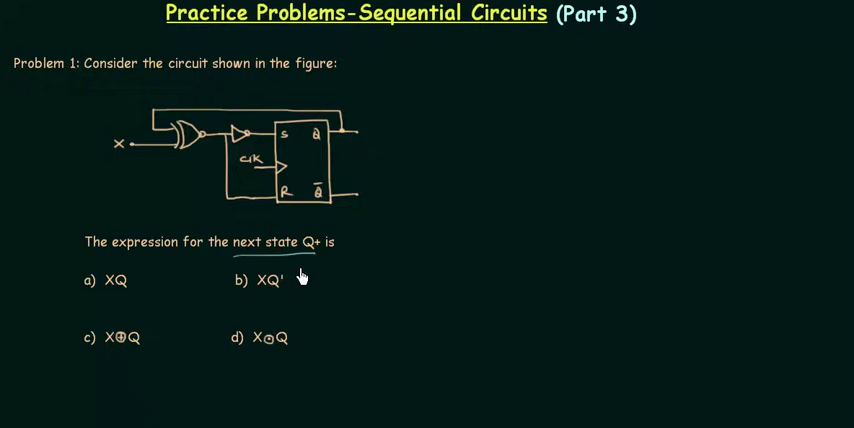 Practice Problems-Sequential Circuits (Part 3)
Problem 1: Consider the circuit shown in the figure:
S Q
X
CLK
R Q̅
The expression for the next state Q+ is
a) XQ b) XQ'
c) X⊕Q d) X⊙Q